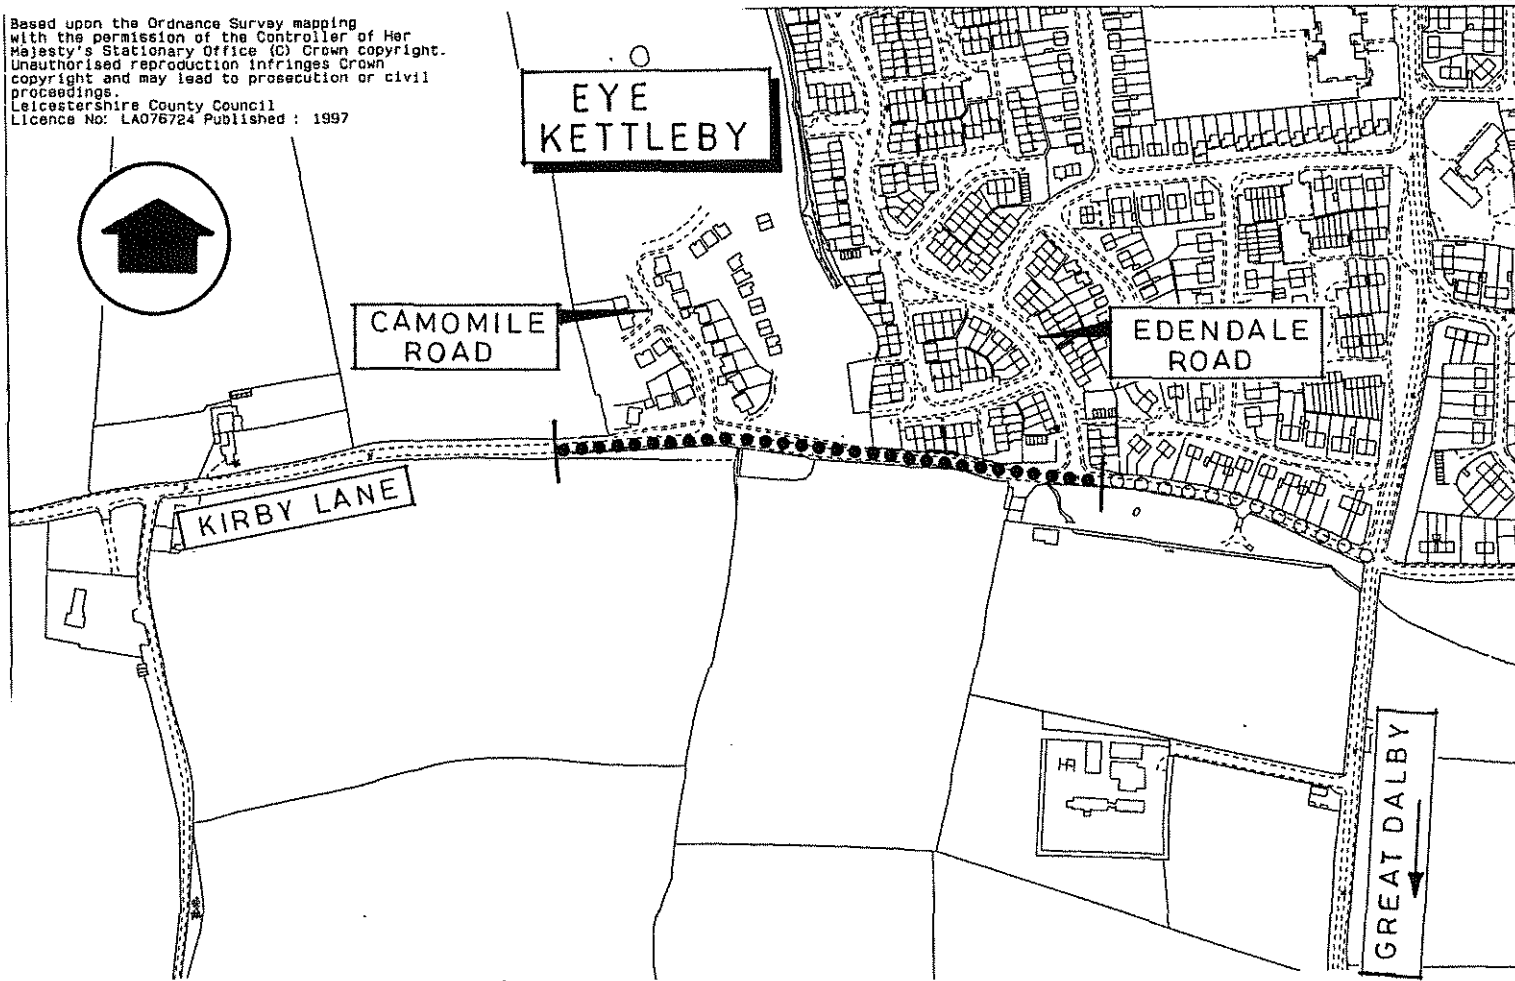 Based upon the Ordnance Survey mapping
with the permission of the Controller of Her
Majesty's Stationary Office (C) Crown copyright.
Unauthorised reproduction infringes Crown
copyright and may lead to prosecution or civil
proceedings.
Leicestershire County Council
Licence No: LA076724 Published : 1997
EYE
KETTLEBY
CAMOMILE
ROAD
EDENDALE
ROAD
KIRBY LANE
GREAT DALBY